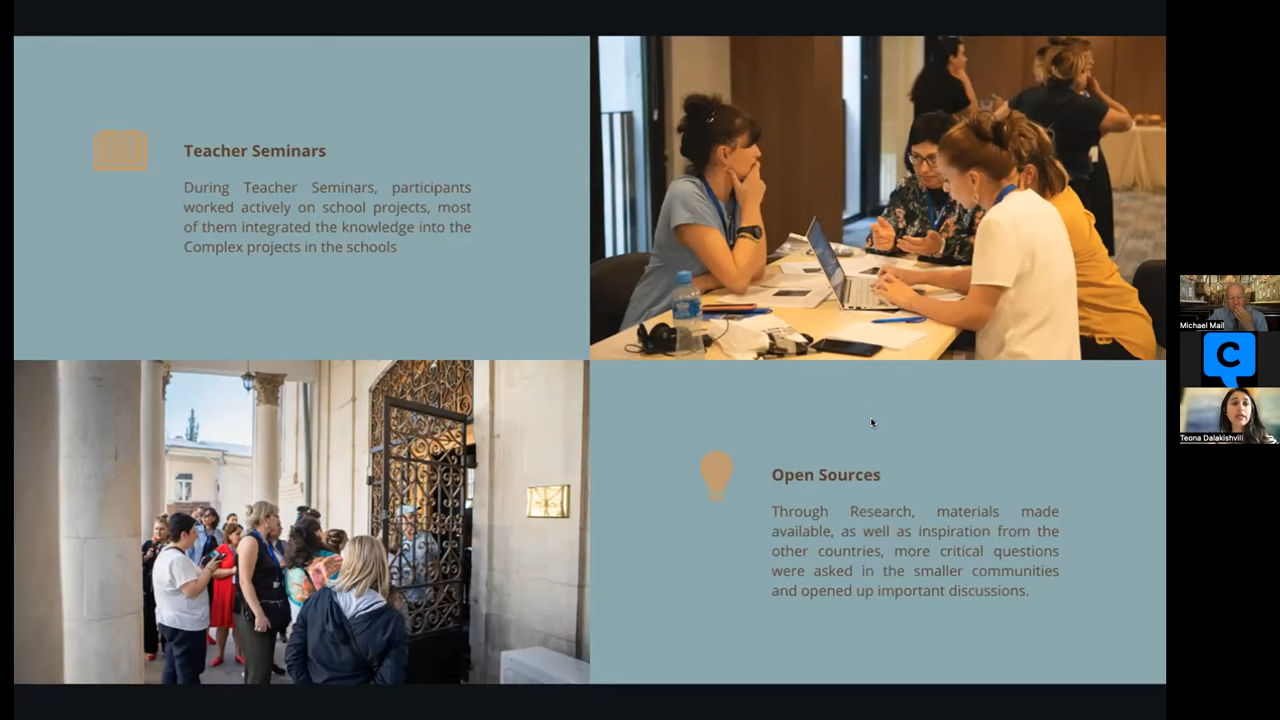 Teacher Seminars
During Teacher Seminars, participants
worked actively on school projects, most
of them integrated the knowledge into the
Complex projects in the schools
Open Sources
Through Research, materials made
available, as well as inspiration from the
other countries, more critical questions
were asked in the smaller communities
and opened up important discussions.
Michael Mail
C
Teona Dalakishvili